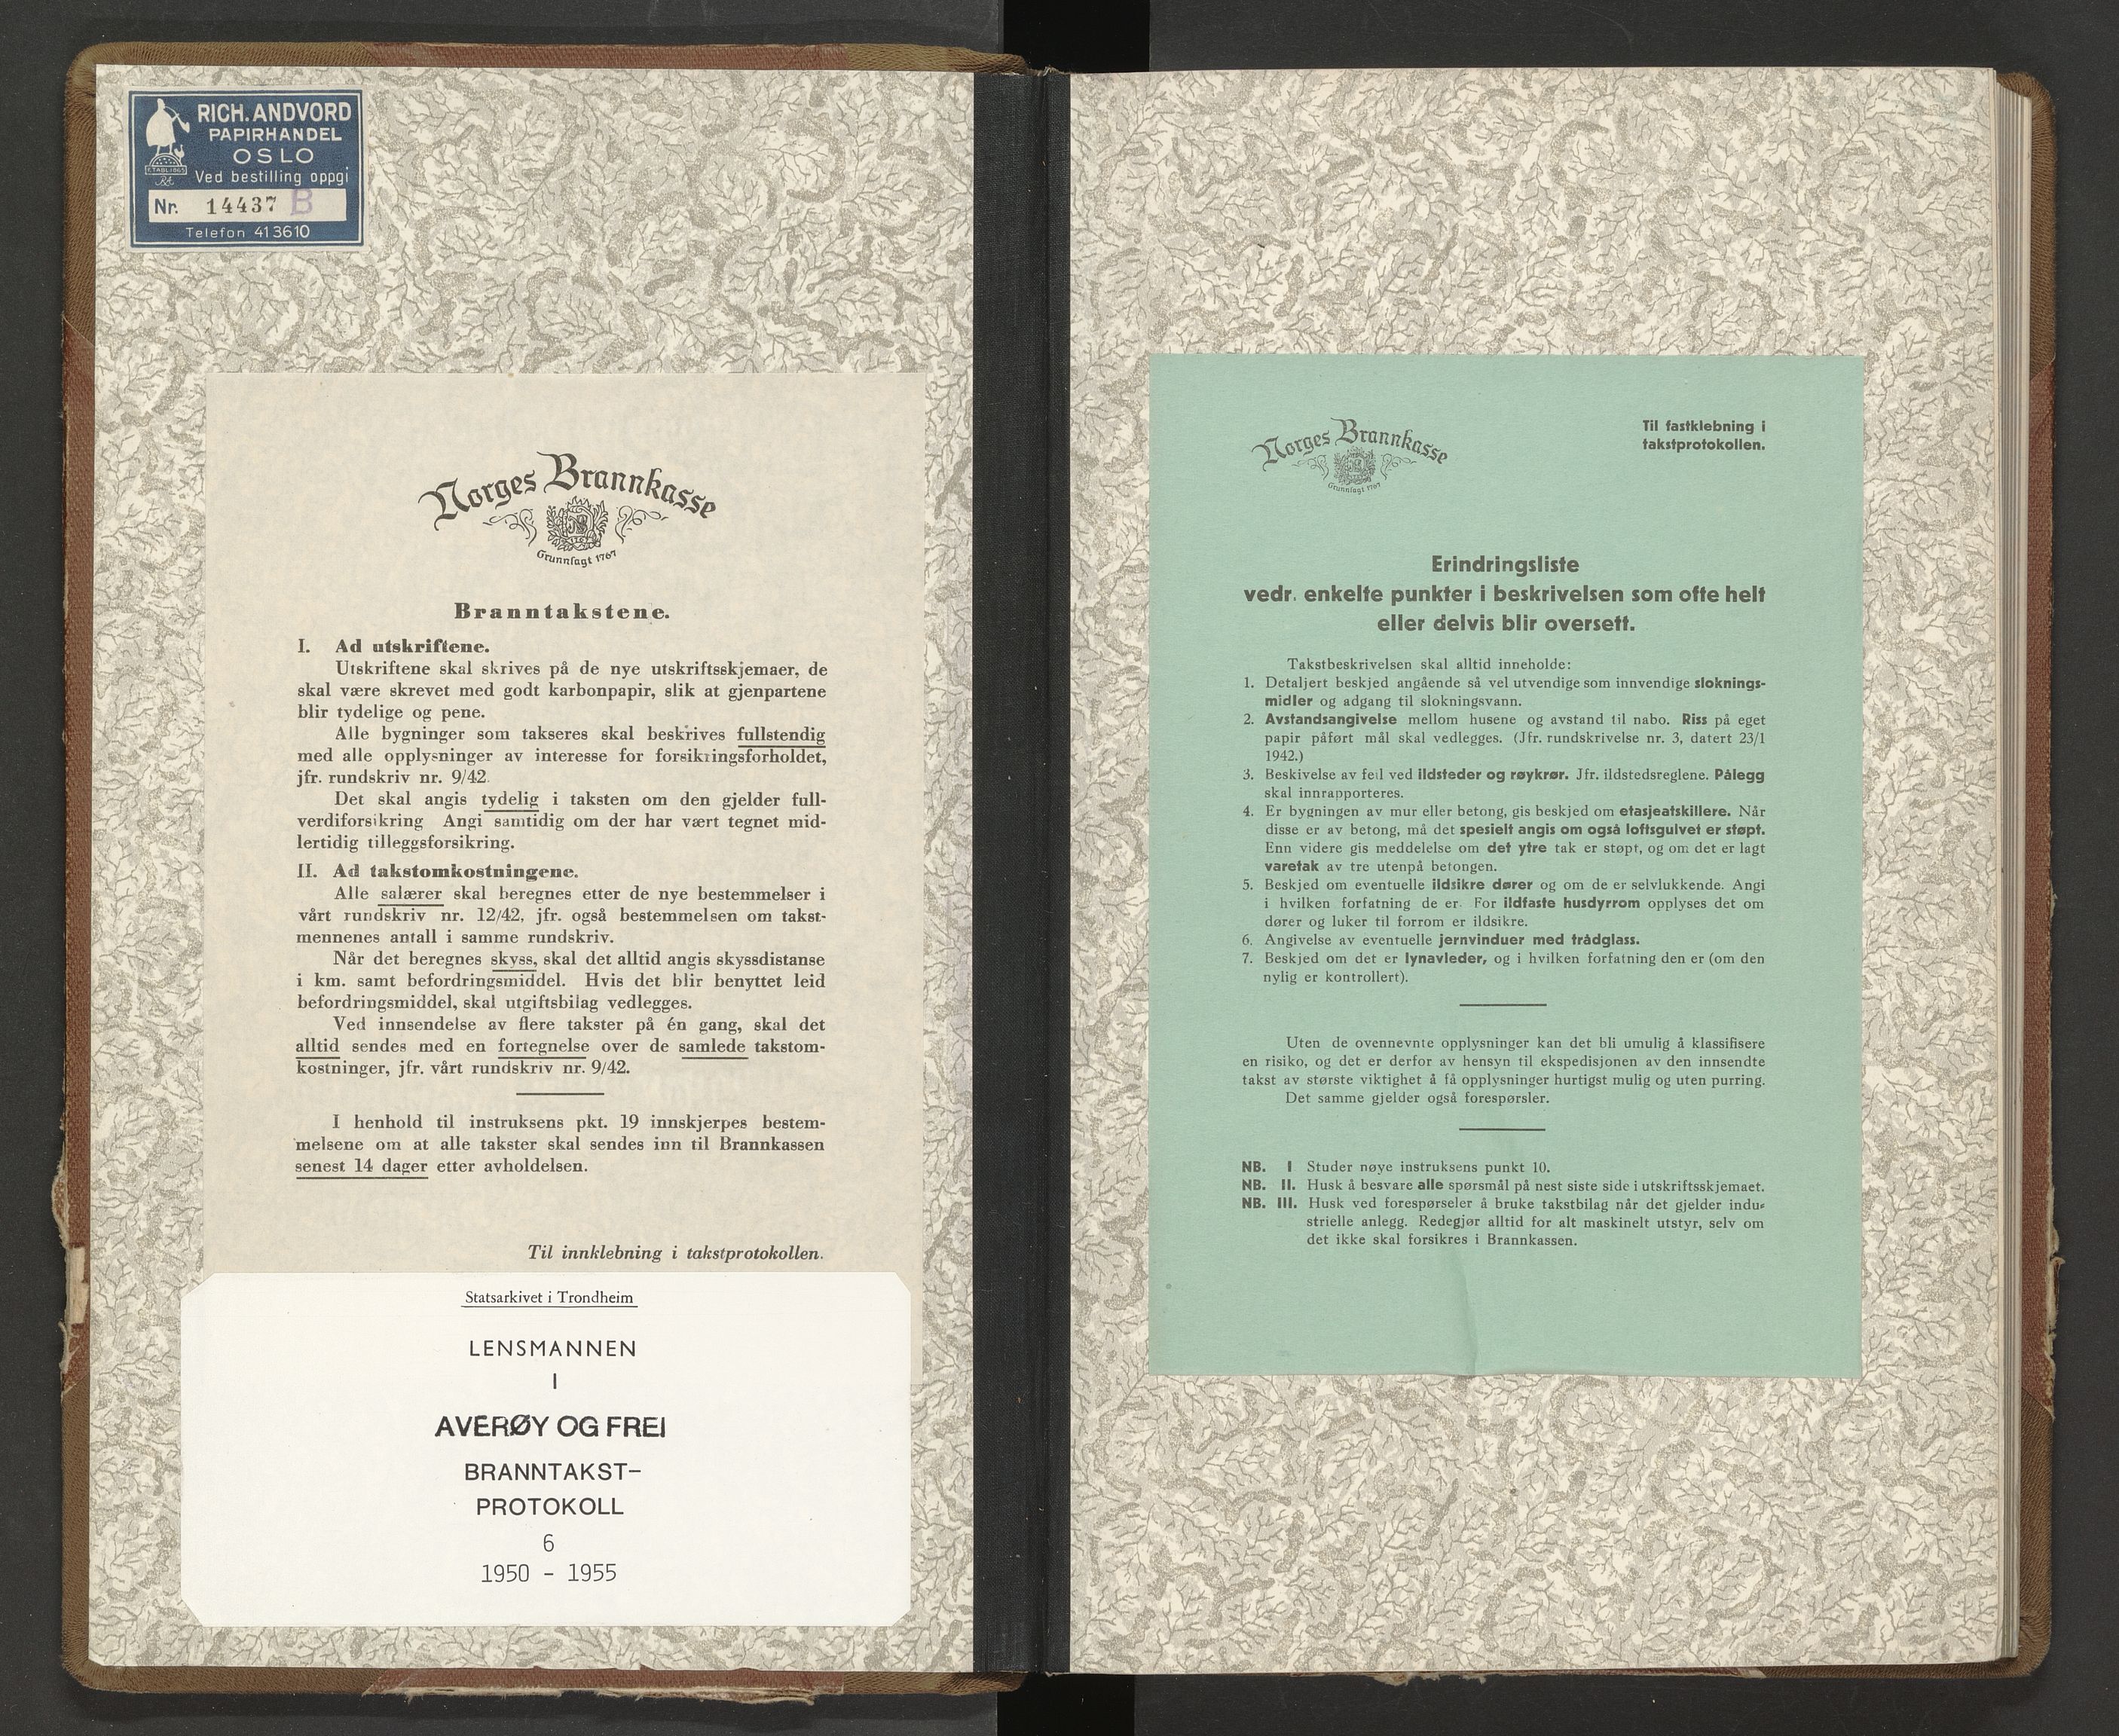 RICH. ANDVORD
PAPIRHANDEL
OSLO
ETABL. 1865
Ved bestilling oppgi
Nr. 14437 B
Telefon 413610
Norges Brannkasse
Grunnlagt 1767
Branntakstene.
I. Ad utskriftene.
Utskriftene skal skrives på de nye utskriftsskjemaer, de
skal være skrevet med godt karbonpapir, slik at gjenpartene
blir tydelige og pene.
Alle bygninger som takseres skal beskrives fullstendig
med alle opplysninger av interesse for forsikringsforholdet,
jfr. rundskriv nr. 9/42.
Det skal angis tydelig i taksten om den gjelder full-
verdiforsikring Angi samtidig om der har vært tegnet mid-
lertidig tilleggsforsikring.
II. Ad takstomkostningene.
Alle salærer skal beregnes etter de nye bestemmelser i
vårt rundskriv nr. 12/42, jfr. også bestemmelsen om takst-
mennenes antall i samme rundskriv.
Når det beregnes skyss, skal det alltid angis skyssdistanse
i km. samt befordringsmiddel. Hvis det blir benyttet leid
befordringsmiddel, skal utgiftsbilag vedlegges.
Ved innsendelse av flere takster på én gang, skal det
alltid sendes med en fortegnelse over de samlede takstom-
kostninger, jfr. vårt rundskriv nr. 9/42.
I henhold til instruksens pkt. 19 innskjerpes bestem-
melsene om at alle takster skal sendes inn til Brannkassen
senest 14 dager etter avholdelsen.
Til innklebning i takstprotokollen.
Statsarkivet i Trondheim
LENSMANNEN
I
AVERØY OG FREI
BRANNTAKST-
PROTOKOLL
6
1950 - 1955
Norges Brannkasse
Grunnlagt 1767
Til fastklebning i
takstprotokollen.
Erindringsliste
vedr. enkelte punkter i beskrivelsen som ofte helt
eller delvis blir oversett.
Takstbeskrivelsen skal alltid inneholde:
1. Detaljert beskjed angående så vel utvendige som innvendige sloknings-
midler og adgang til slokningsvann.
2. Avstandsangivelse mellom husene og avstand til nabo. Riss på eget
papir påført mål skal vedlegges. (Jfr. rundskrivelse nr. 3, datert 23/1
1942.)
3. Beskivelse av feil ved ildsteder og røykrør. Jfr. ildstedsreglene. Pålegg
skal innrapporteres.
4. Er bygningen av mur eller betong, gis beskjed om etasjeatskillere. Når
disse er av betong, må det spesielt angis om også loftsgulvet er støpt.
Enn videre gis meddelelse om det ytre tak er støpt, og om det er lagt
varetak av tre utenpå betongen.
5. Beskjed om eventuelle ildsikre dører og om de er selvlukkende. Angi
i hvilken forfatning de er. For ildfaste husdyrrom opplyses det om
dører og luker til forrom er ildsikre.
6. Angivelse av eventuelle jernvinduer med trådglass.
7. Beskjed om det er lynavleder, og i hvilken forfatning den er (om den
nylig er kontrollert).
Uten de ovennevnte opplysninger kan det bli umulig å klassifisere
en risiko, og det er derfor av hensyn til ekspedisjonen av den innsendte
takst av største viktighet å få opplysninger hurtigst mulig og uten purring.
Det samme gjelder også forespørsler.
NB. I Studer nøye instruksens punkt 10.
NB. II. Husk å besvare alle spørsmål på nest siste side i utskriftsskjemaet.
NB. III. Husk ved forespørseler å bruke takstbilag når det gjelder indu-
strielle anlegg. Redegjør alltid for alt maskinelt utstyr, selv om
det ikke skal forsikres i Brannkassen.